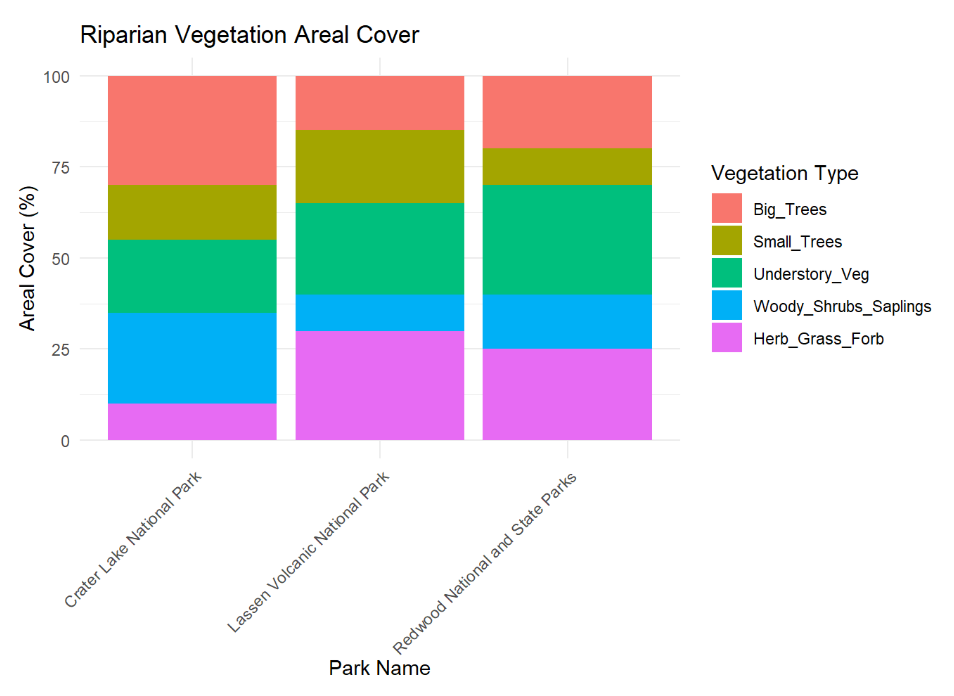 Riparian Vegetation Areal Cover
Areal Cover (%)
100
75
50
25
0
Crater Lake National Park
Lassen Volcanic National Park
Redwood National and State Parks
Park Name
Vegetation Type
Big_Trees
Small_Trees
Understory_Veg
Woody_Shrubs_Saplings
Herb_Grass_Forb